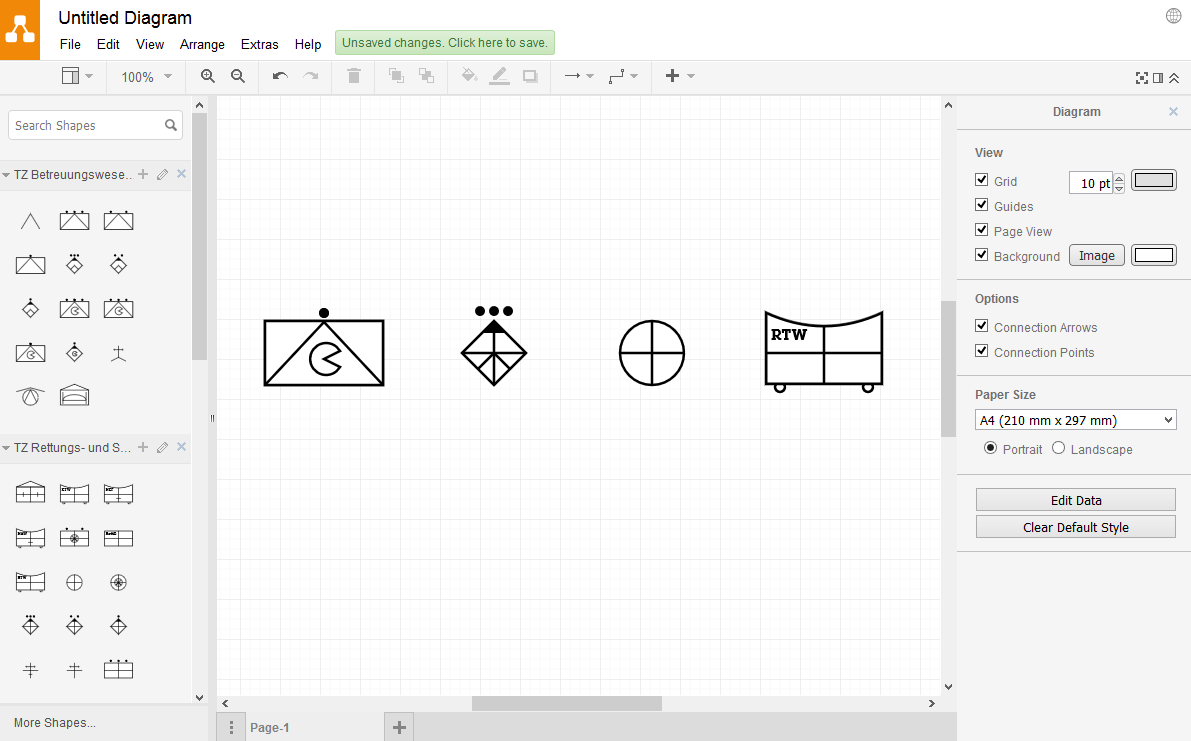 Untitled Diagram
File Edit View Arrange Extras Help Unsaved changes. Click here to save.
100%
Search Shapes
TZ Betreuungswese..
TZ Rettungs- und S...
More Shapes...
RTW
Page-1
Diagram
View
Grid 10 pt
Guides
Page View
Background Image
Options
Connection Arrows
Connection Points
Paper Size
A4 (210 mm x 297 mm)
Portrait Landscape
Edit Data
Clear Default Style